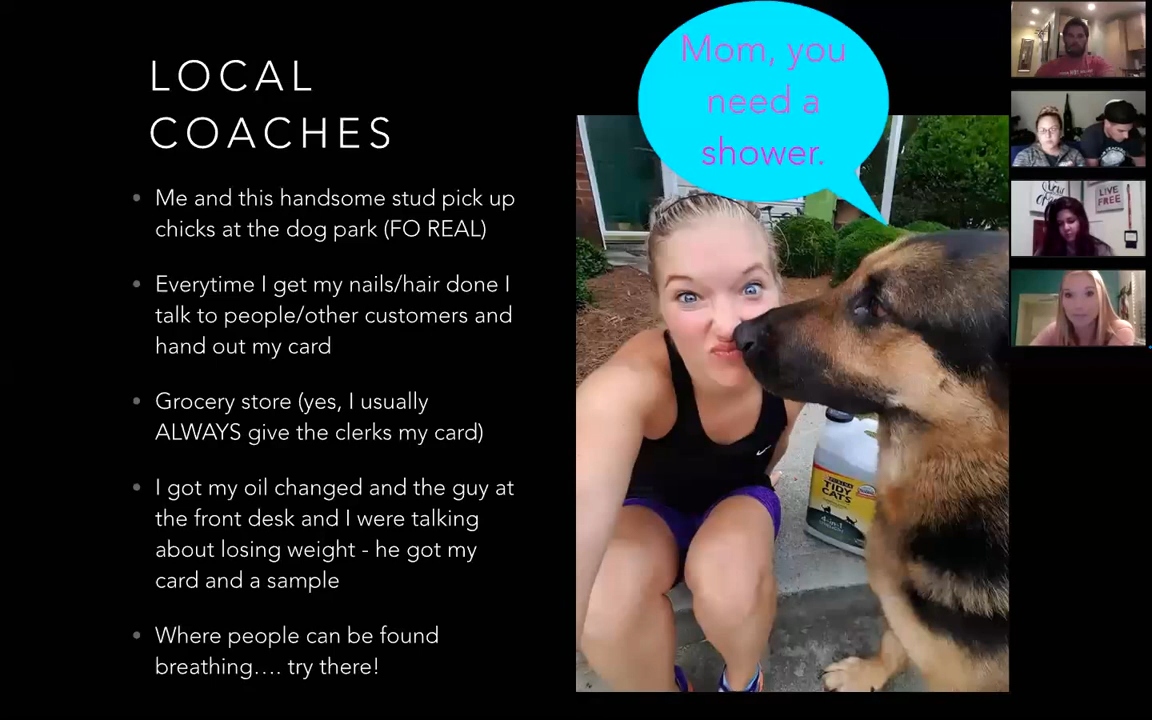 LOCAL
COACHES
Me and this handsome stud pick up
chicks at the dog park (FO REAL)
Everytime I get my nails/hair done I
talk to people/other customers and
hand out my card
Grocery store (yes, I usually
ALWAYS give the clerks my card)
I got my oil changed and the guy at
the front desk and I were talking
about losing weight - he got my
card and a sample
Where people can be found
breathing.... try there!
Mom, you
need a
shower.
PURINA
TIDY
CATS
4-in-1
LIVE
FREE